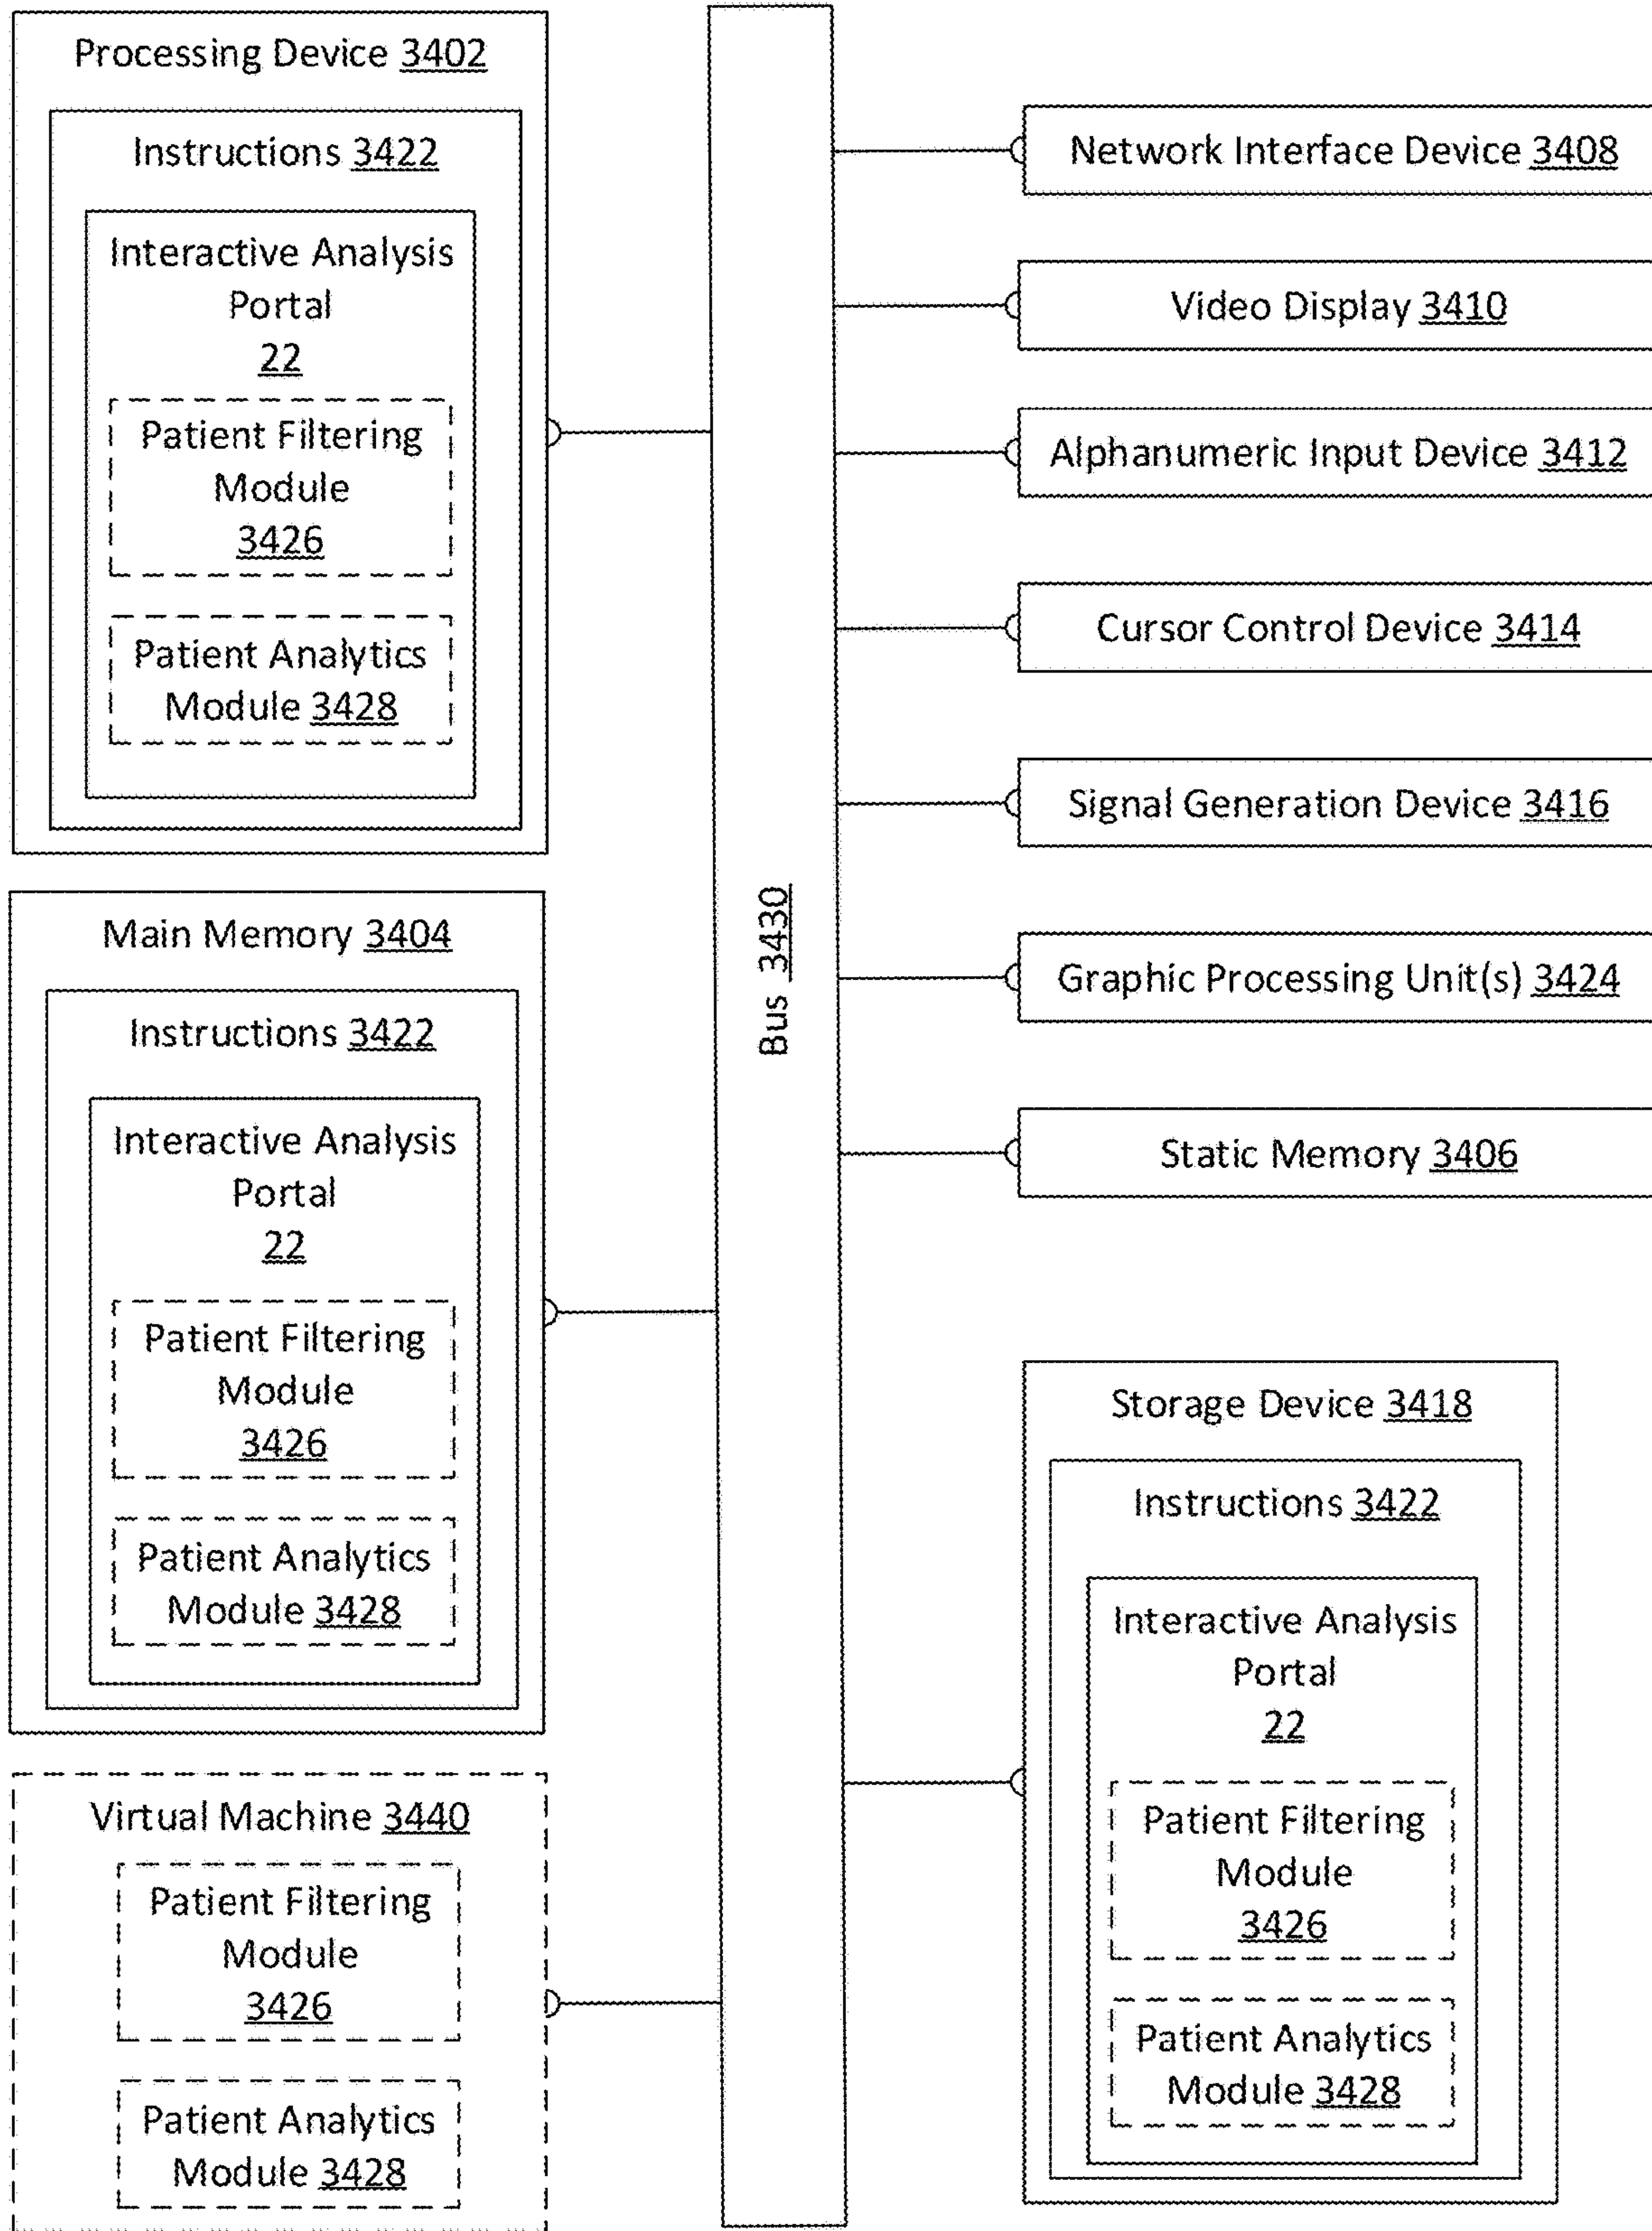 Processing Device 3402
Instructions 3422
Interactive Analysis
Portal
22
Patient Filtering
Module
3426
Patient Analytics
Module 3428
Main Memory 3404
Instructions 3422
Interactive Analysis
Portal
22
Patient Filtering
Module
3426
Patient Analytics
Module 3428
Virtual Machine 3440
Patient Filtering
Module
3426
Patient Analytics
Module 3428
Bus 3430
Network Interface Device 3408
Video Display 3410
Alphanumeric Input Device 3412
Cursor Control Device 3414
Signal Generation Device 3416
Graphic Processing Unit(s) 3424
Static Memory 3406
Storage Device 3418
Instructions 3422
Interactive Analysis
Portal
22
Patient Filtering
Module
3426
Patient Analytics
Module 3428